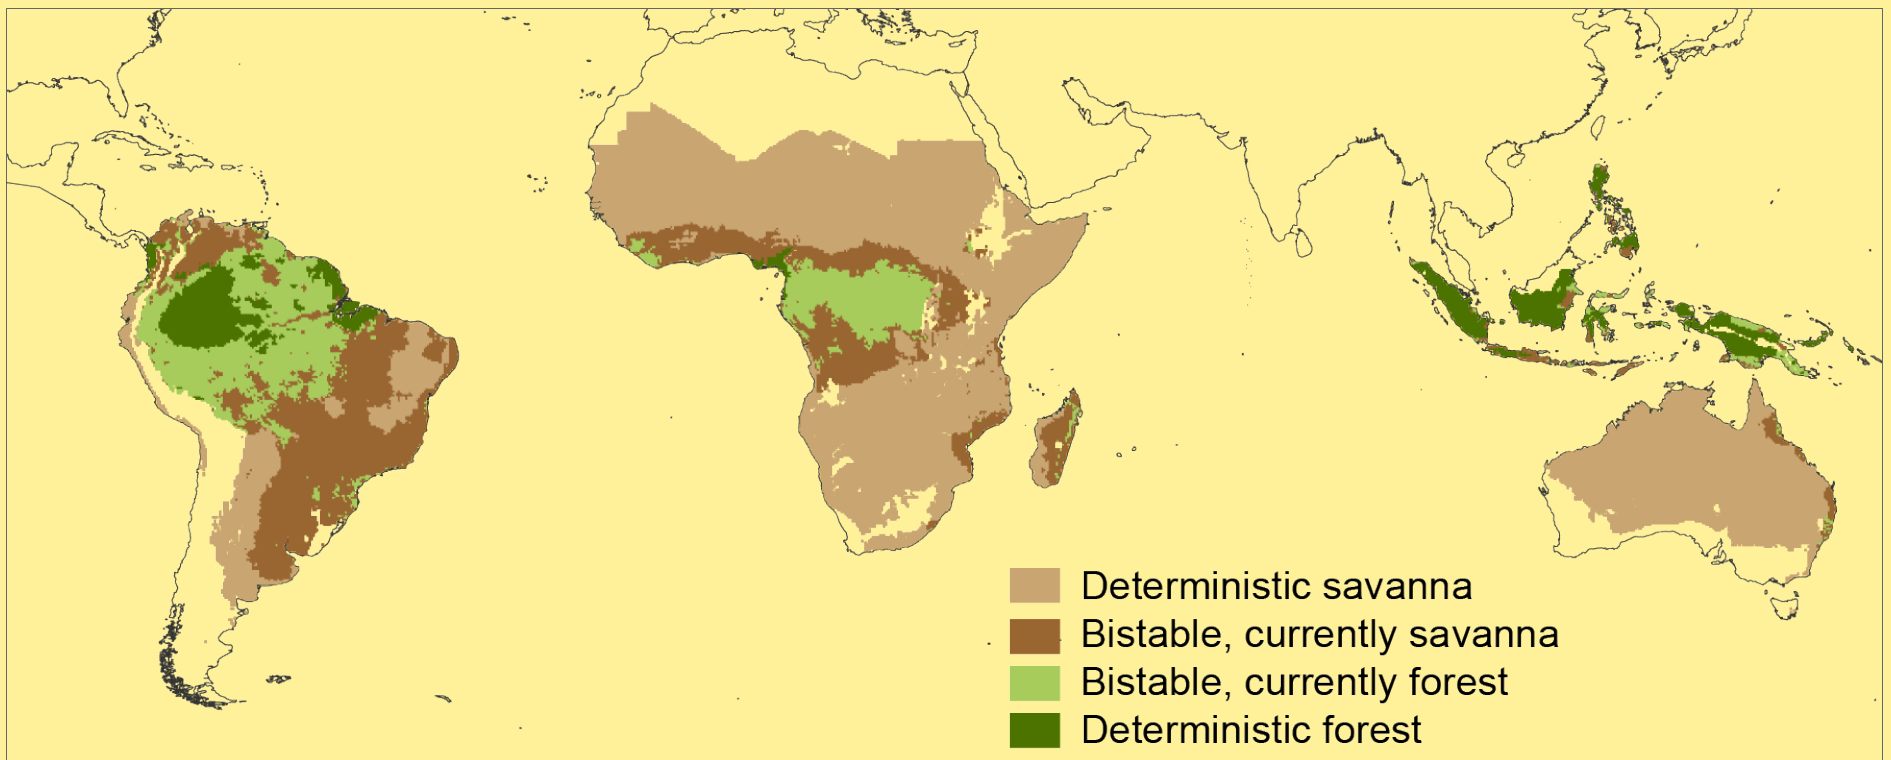 Deterministic savanna
Bistable, currently savanna
Bistable, currently forest
Deterministic forest